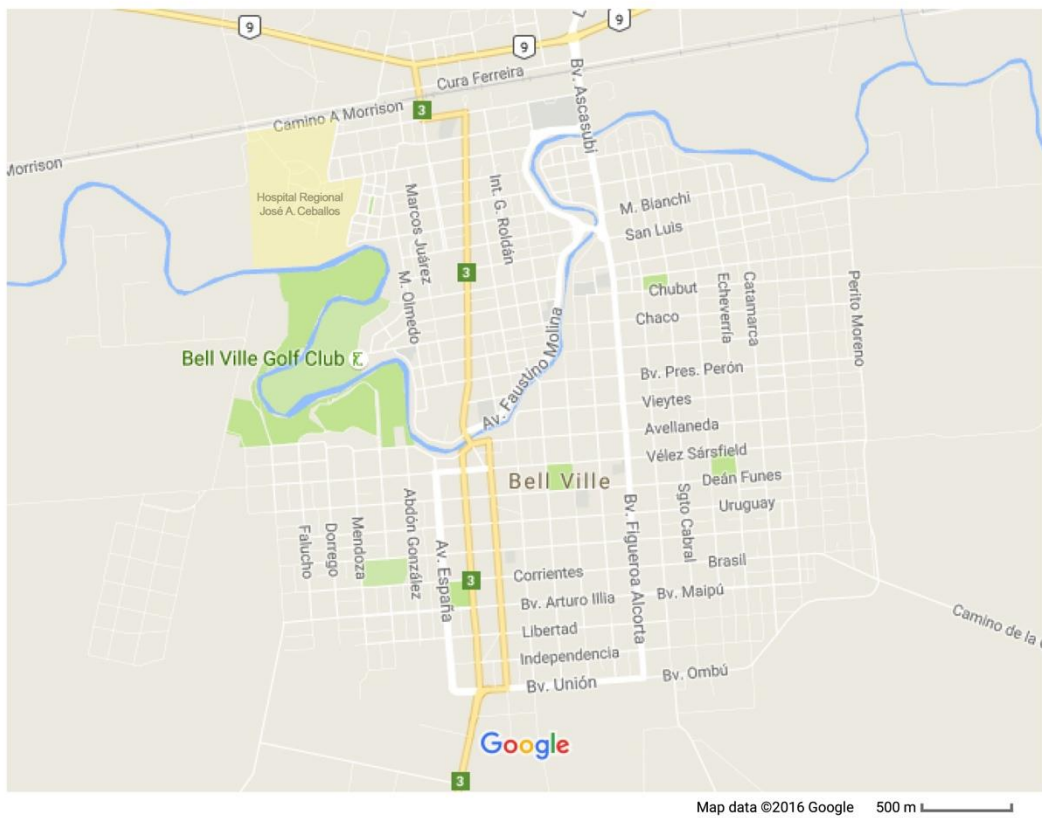 9
9
9
Cura Ferreira
Bv. Ascasubi
3
Camino A Morrison
Morrison
Hospital Regional
José A. Ceballos
Marcos Juárez
Int. G. Roldán
M. Bianchi
San Luis
3
M. Olmedo
Chubut
Echeverría
Catamarca
Perito Moreno
Chaco
Bell Ville Golf Club
Av. Faustino Molina
Bv. Pres. Perón
Vieytes
Avellaneda
Vélez Sársfield
Bell Ville
Deán Funes
Uruguay
Sgto Cabral
Bv. Figueroa Alcorta
Falucho
Dorrego
Mendoza
Abdón González
Av. España
3
Corrientes
Brasil
Bv. Arturo Illia
Bv. Maipú
Libertad
Camino de la
Independencia
Bv. Unión
Bv. Ombú
Google
3
Map data ©2016 Google 500 m